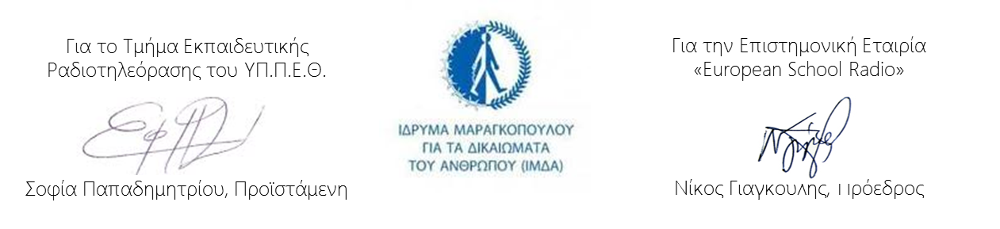 Για το Τμήμα Εκπαιδευτικής
Ραδιοτηλεόρασης του ΥΠ.Π.Ε.Θ.
Σοφία Παπαδημητρίου, Προϊστάμενη
ΙΔΡΥΜΑ ΜΑΡΑΓΚΟΠΟΥΛΟΥ
ΓΙΑ ΤΑ ΔΙΚΑΙΩΜΑΤΑ
ΤΟΥ ΑΝΘΡΩΠΟΥ (ΙΜΔΑ)
Για την Επιστημονική Εταιρία
«European School Radio»
Νίκος Γιαγκουλης, Πρόεδρος